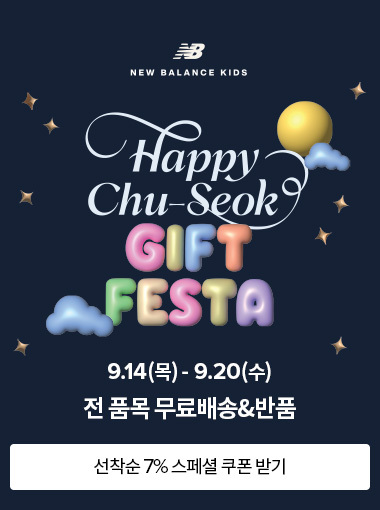 NB
NEW BALANCE KIDS
Happy
Chu-Seok
GIFT
FESTA
9.14(목) - 9.20(수)
전 품목 무료배송&반품
선착순 7% 스페셜 쿠폰 받기